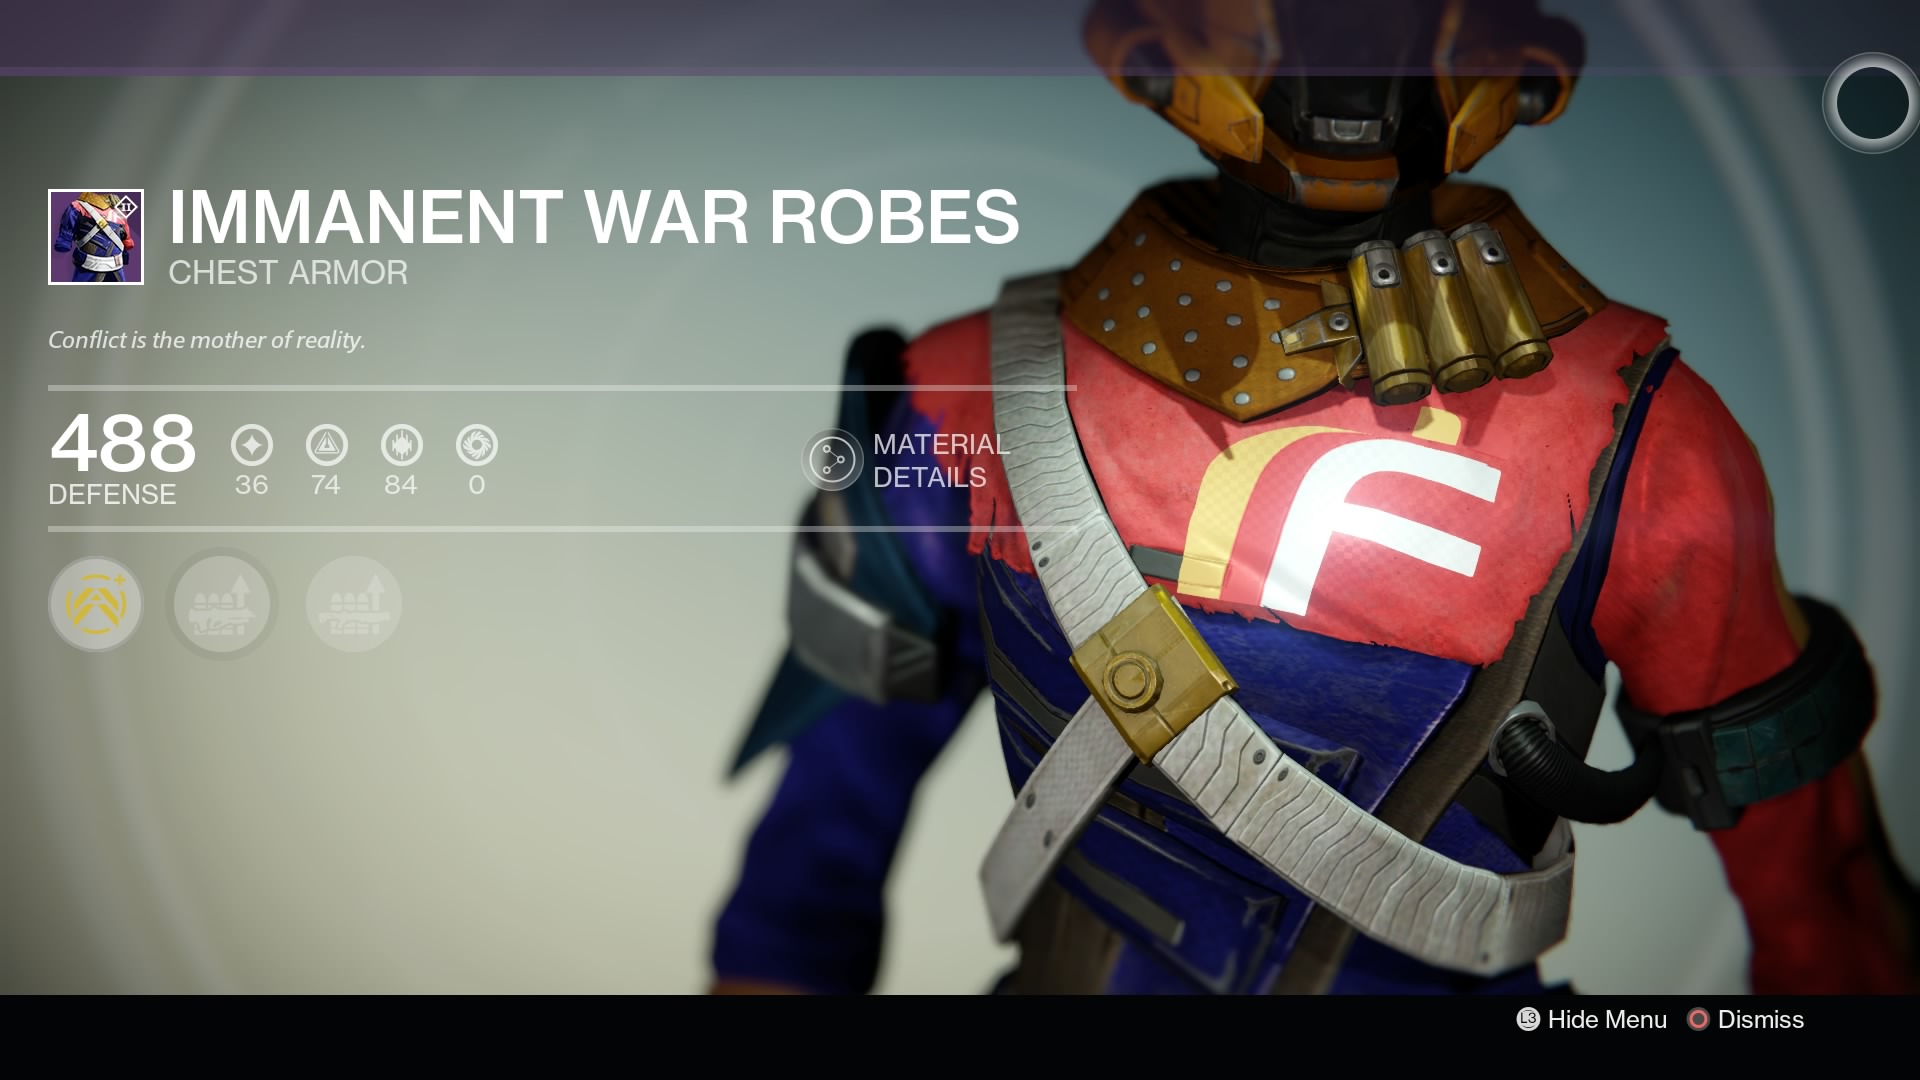 IMMANENT WAR ROBES
CHEST ARMOR
Conflict is the mother of reality.
488
DEFENSE
36
74
84
0
MATERIAL
DETAILS
F
L3 Hide Menu
Dismiss